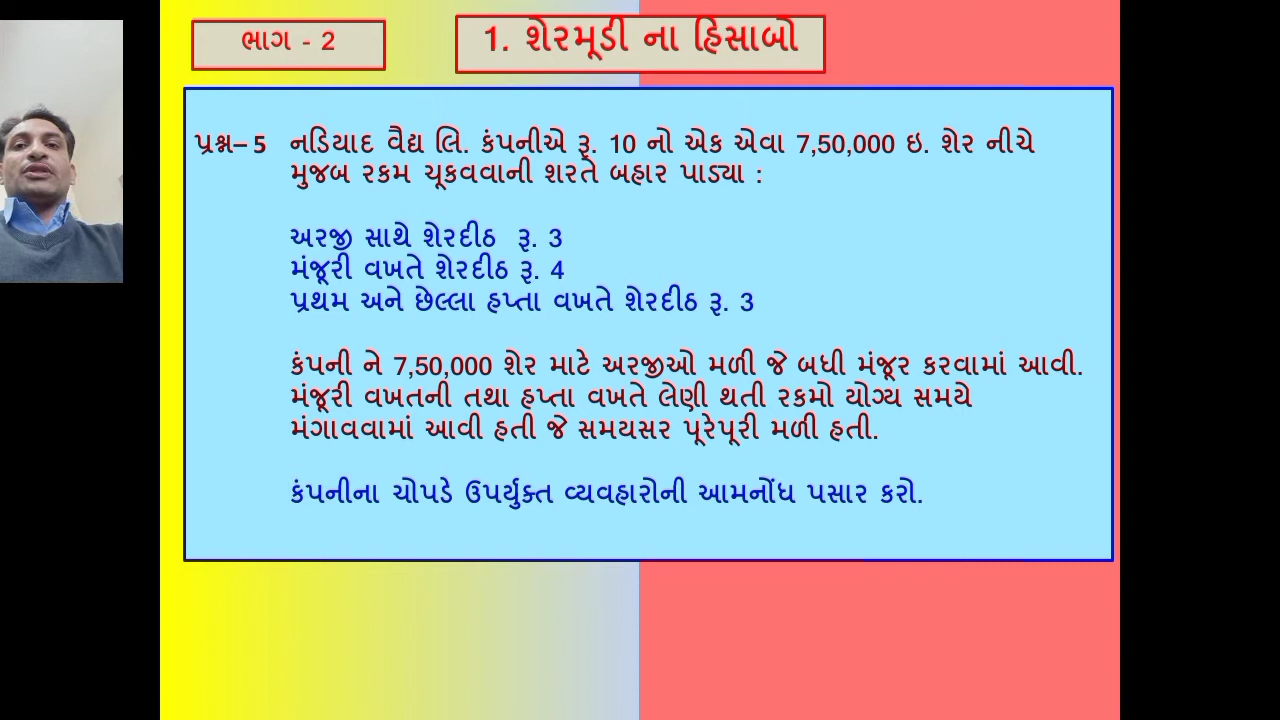 ભાગ - 2
1. શેરમૂડી ના હિસાબો
પ્રશ્ન– 5 નડિયાદ વૈદ્ય લિ. કંપનીએ રૂ. 10 નો એક એવા 7,50,000 ઇ. શેર નીચે
મુજબ રકમ ચૂકવવાની શરતે બહાર પાડ્યા :
અરજી સાથે શેરદીઠ રૂ. 3
મંજૂરી વખતે શેરદીઠ રૂ. 4
પ્રથમ અને છેલ્લા હપ્તા વખતે શેરદીઠ રૂ. 3
કંપની ને 7,50,000 શેર માટે અરજીઓ મળી જે બધી મંજૂર કરવામાં આવી.
મંજૂરી વખતની તથા હપ્તા વખતે લેણી થતી રકમો યોગ્ય સમયે
મંગાવવામાં આવી હતી જે સમયસર પૂરેપૂરી મળી હતી.
કંપનીના ચોપડે ઉપર્યુક્ત વ્યવહારોની આમનોંધ પસાર કરો.